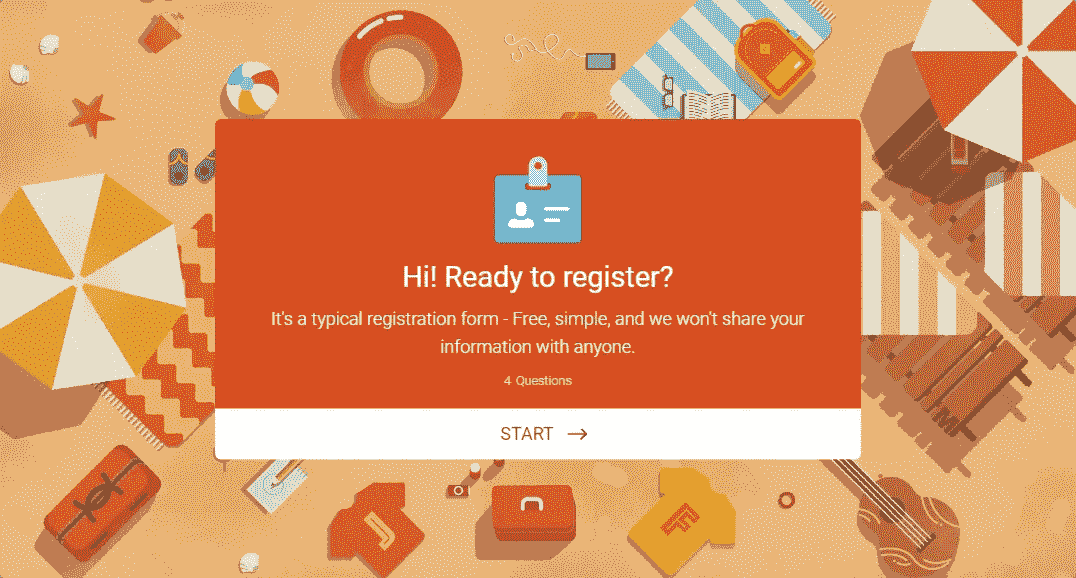 Hi! Ready to register?
It's a typical registration form - Free, simple, and we won't share your
information with anyone.
4 Questions
START
J
F